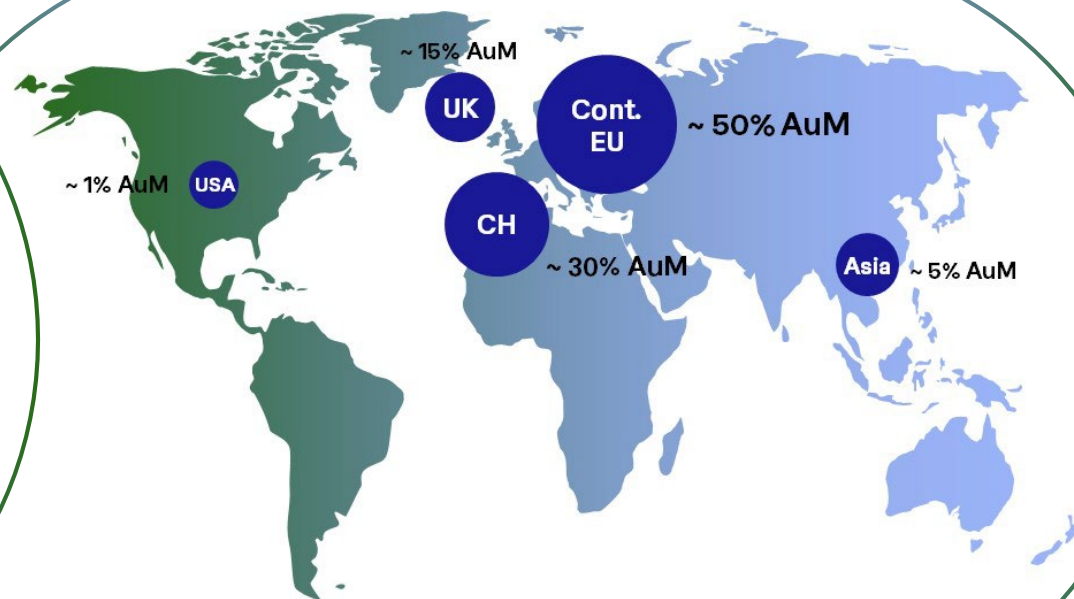 ~ 15% AuM
UK
Cont.
EU
~ 50% AuM
~ 1% AuM
USA
CH
~ 30% AuM
Asia
~ 5% AuM